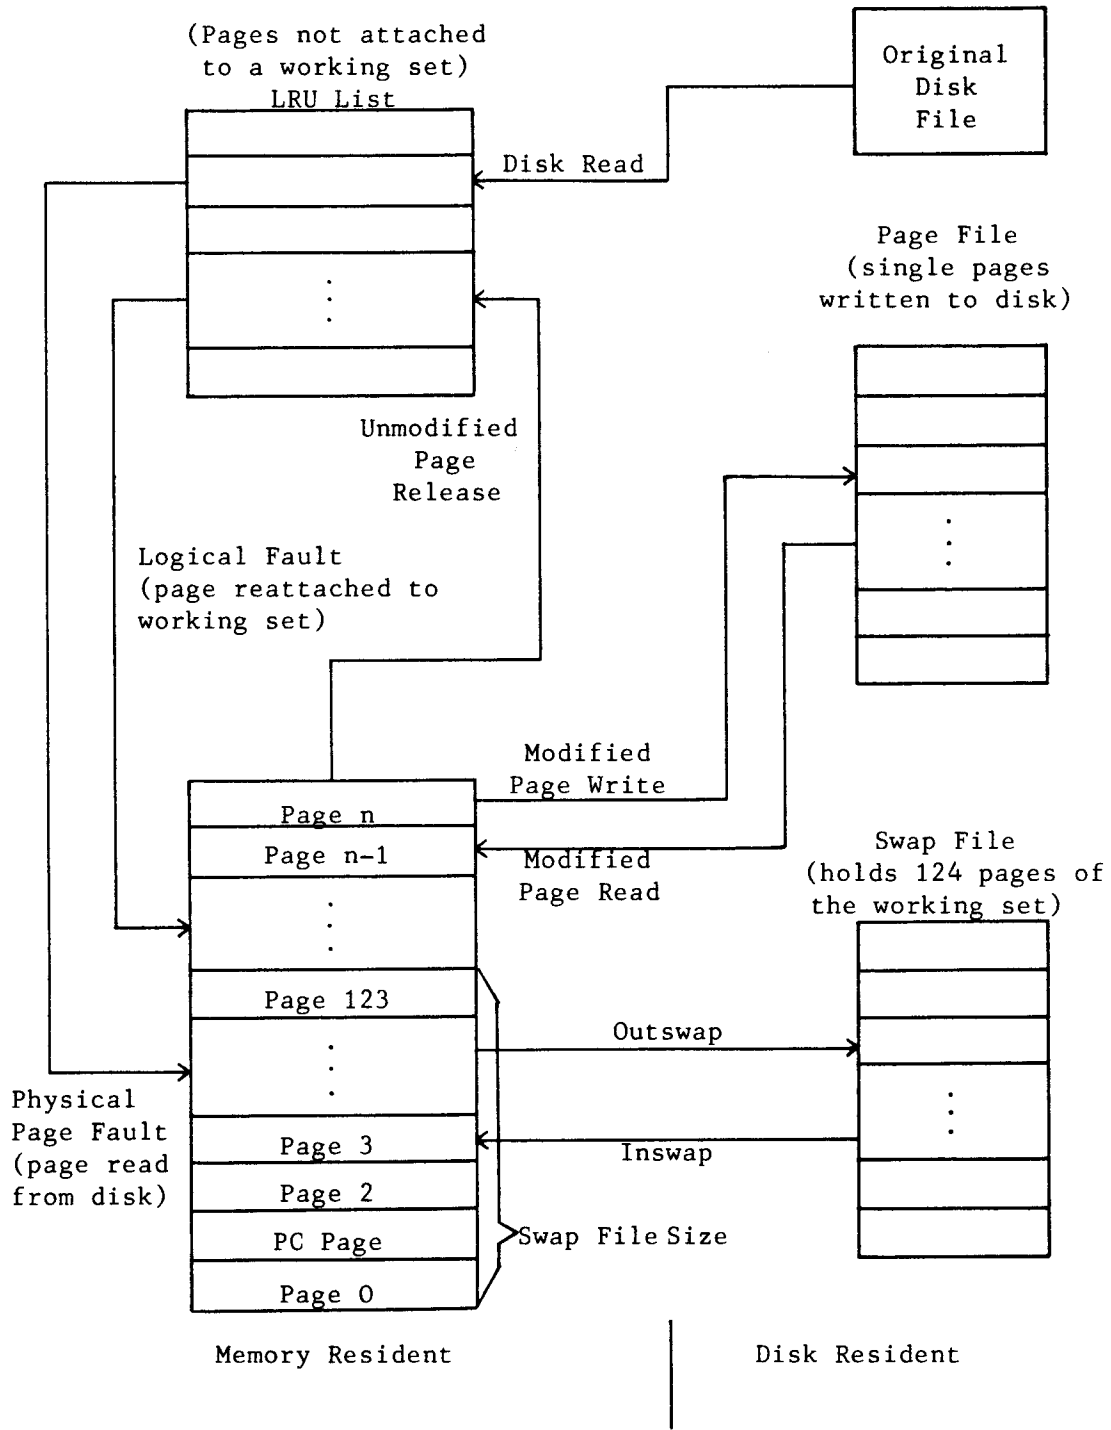 (Pages not attached
to a working set)
LRU List
Original
Disk
File
Disk Read
Page File
(single pages
written to disk)
Unmodified
Page
Release
Logical Fault
(page reattached to
working set)
Modified
Page Write
Page n
Page n-1
Modified
Page Read
Swap File
(holds 124 pages of
the working set)
Page 123
Outswap
Physical
Page Fault
(page read
from disk)
Page 3
Inswap
Page 2
PC Page
Swap File Size
Page 0
Memory Resident
Disk Resident